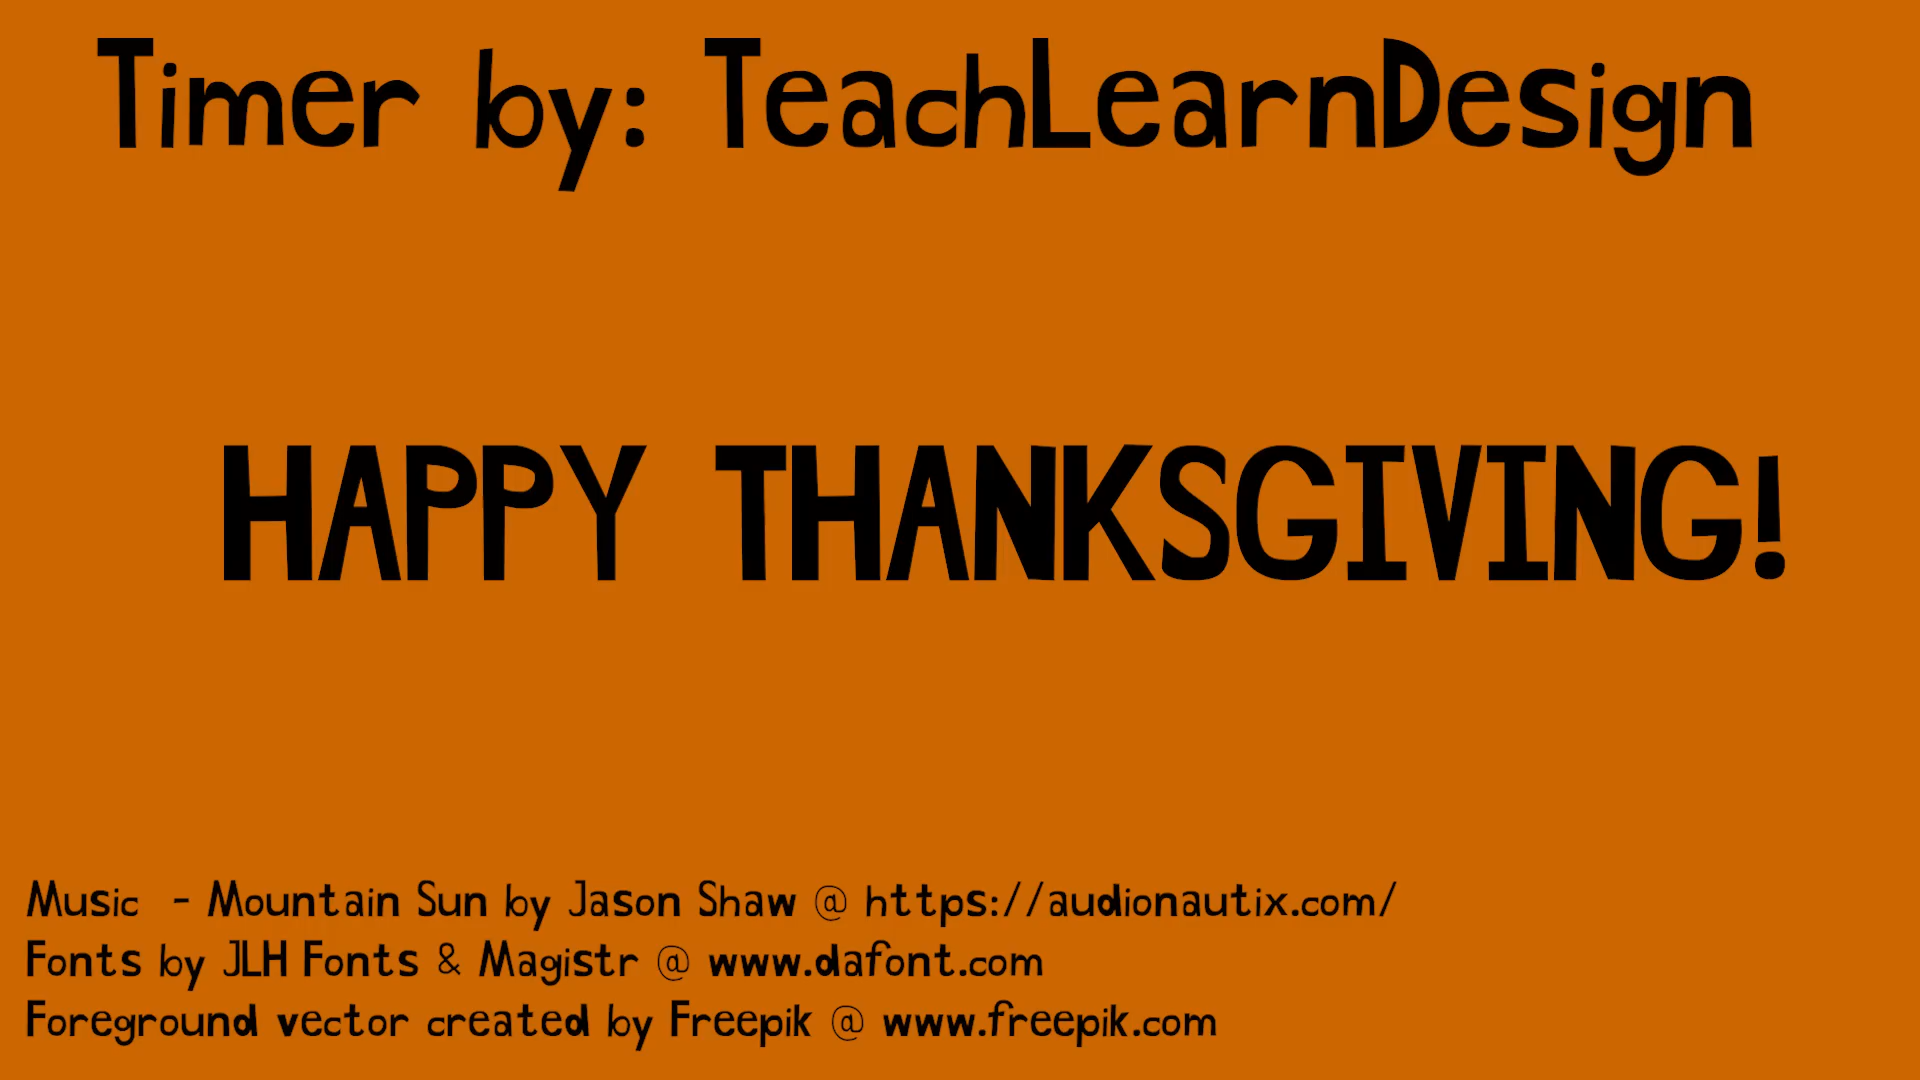 Timer by: TeachLearnDesign
HAPPY THANKSGIVING!
Music - Mountain Sun by Jason Shaw @ https://audionautix.com/
Fonts by JLH Fonts & Magistr @ www.dafont.com
Foreground vector created by Freepik @ www.freepik.com